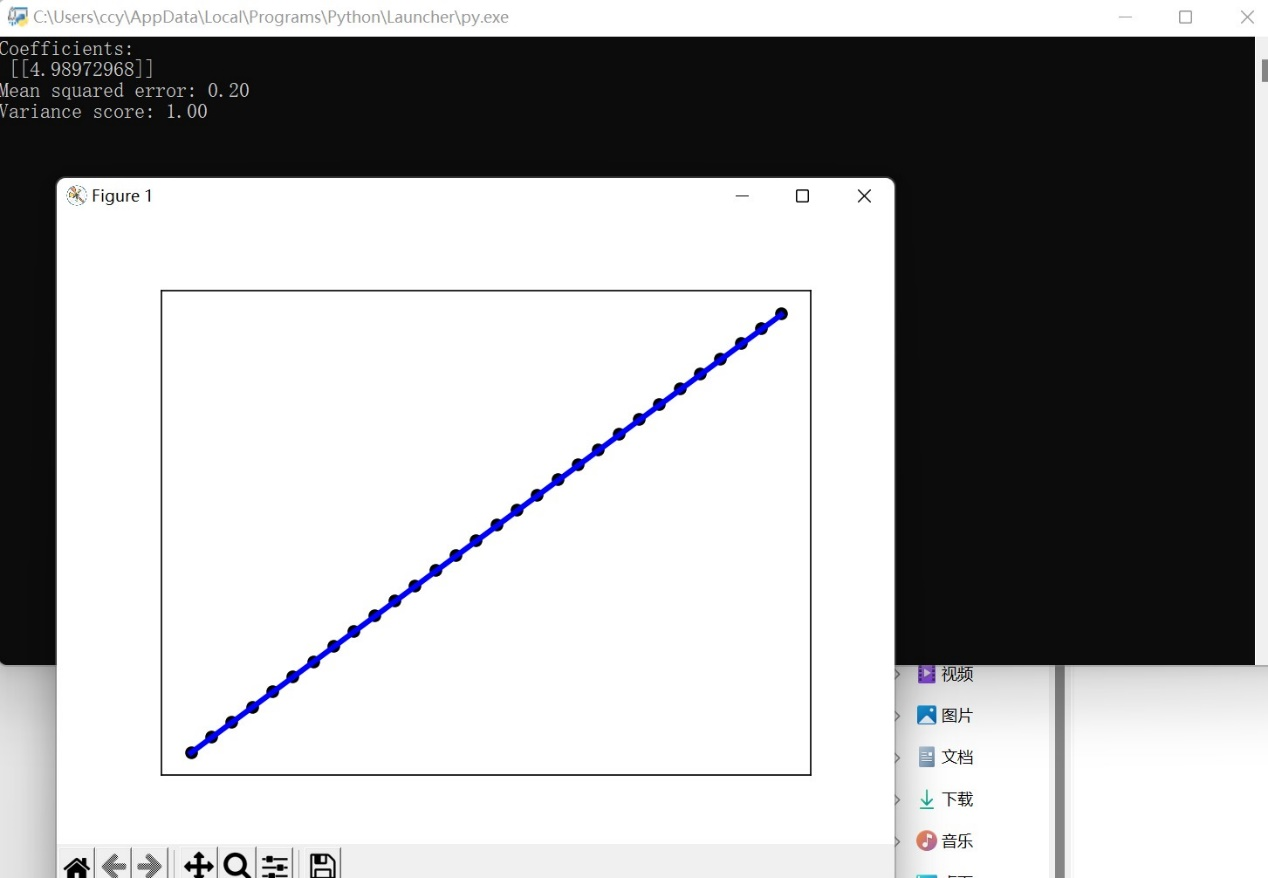 C:\Users\ccy\AppData\Local\Programs\Python\Launcher\py.exe
Coefficients:
[[4.98972968]]
Mean squared error: 0.20
Variance score: 1.00
Figure 1
视频
图片
文档
下载
音乐